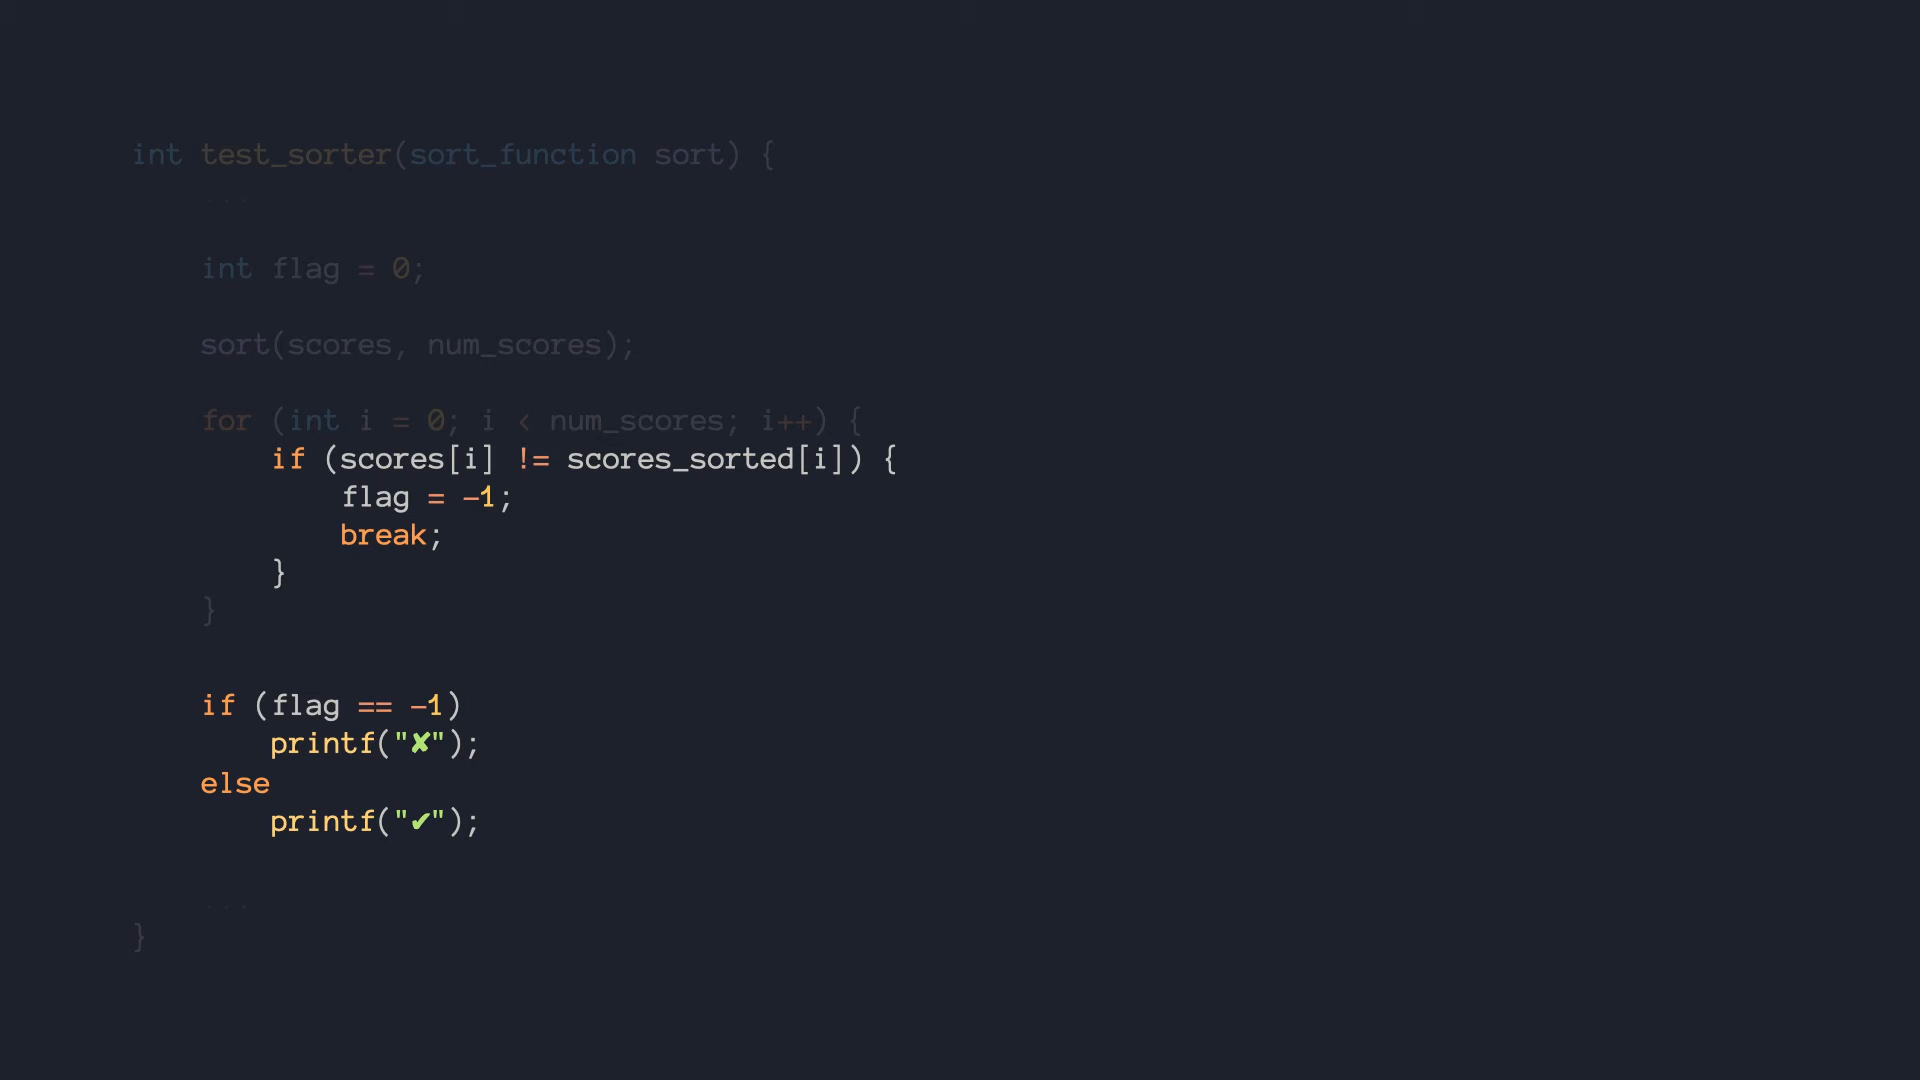 int test_sorter(sort_function sort) {
    ...
    int flag = 0;
    sort(scores, num_scores);
    for (int i = 0; i < num_scores; i++) {
        if (scores[i] != scores_sorted[i]) {
            flag = -1;
            break;
        }
    }
    if (flag == -1)
        printf("✘");
    else
        printf("✔");
    ...
}